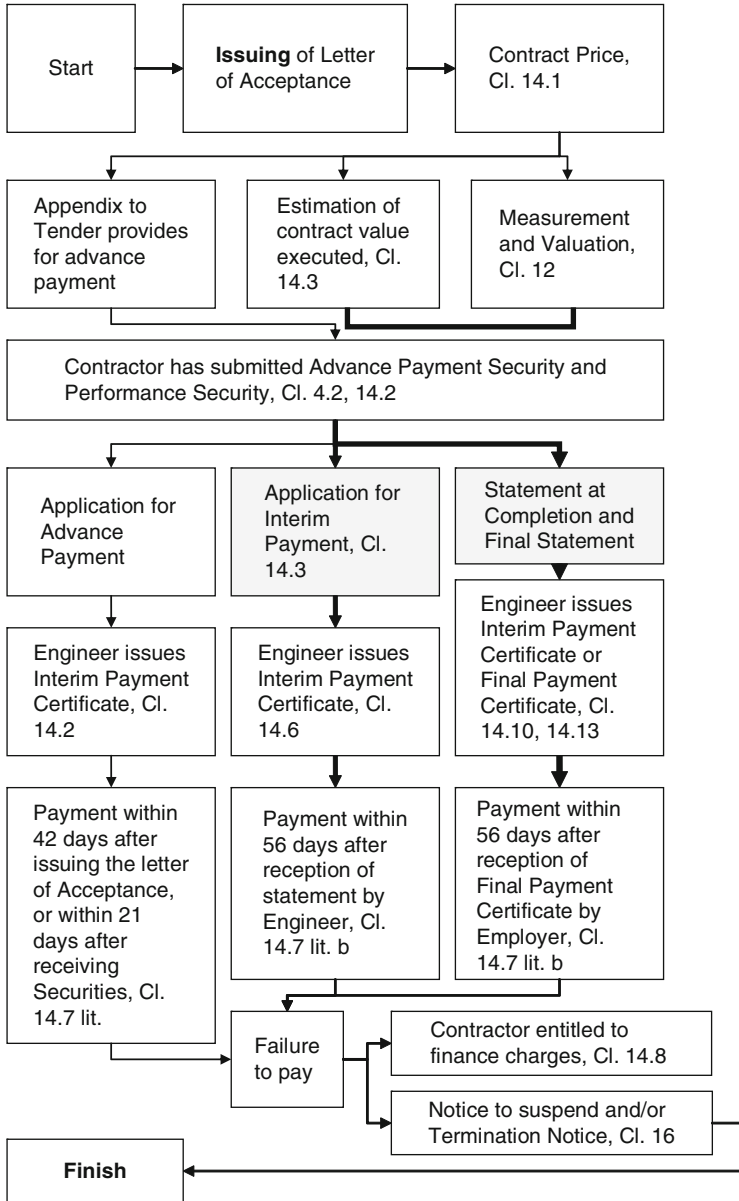 Start
Issuing of Letter
of Acceptance
Contract Price,
Cl. 14.1
Appendix to
Tender provides
for advance
payment
Estimation of
contract value
executed, Cl.
14.3
Measurement
and Valuation,
Cl. 12
Contractor has submitted Advance Payment Security and
Performance Security, Cl. 4.2, 14.2
Application for
Advance
Payment
Application for
Interim
Payment, Cl.
14.3
Statement at
Completion and
Final Statement
Engineer issues
Interim Payment
Certificate, Cl.
14.2
Engineer issues
Interim Payment
Certificate, Cl.
14.6
Engineer issues
Interim Payment
Certificate or
Final Payment
Certificate, Cl.
14.10, 14.13
Payment within
42 days after
issuing the letter
of Acceptance,
or within 21
days after
receiving
Securities, Cl.
14.7 lit.
Payment within
56 days after
reception of
statement by
Engineer, Cl.
14.7 lit. b
Payment within
56 days after
reception of
Final Payment
Certificate by
Employer, Cl.
14.7 lit. b
Failure
to pay
Contractor entitled to
finance charges, Cl. 14.8
Notice to suspend and/or
Termination Notice, Cl. 16
Finish